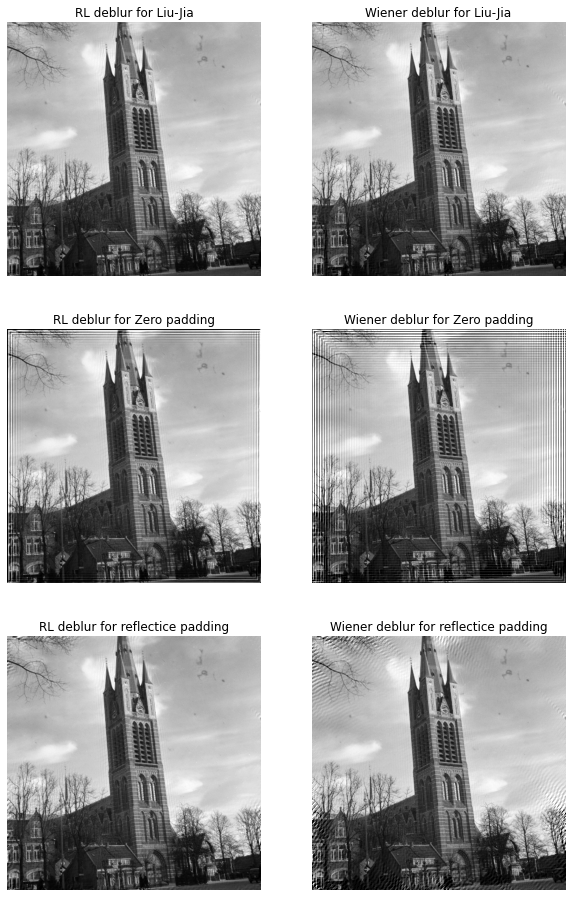 RL deblur for Liu-Jia
Wiener deblur for Liu-Jia
RL deblur for Zero padding
Wiener deblur for Zero padding
RL deblur for reflectice padding
Wiener deblur for reflectice padding